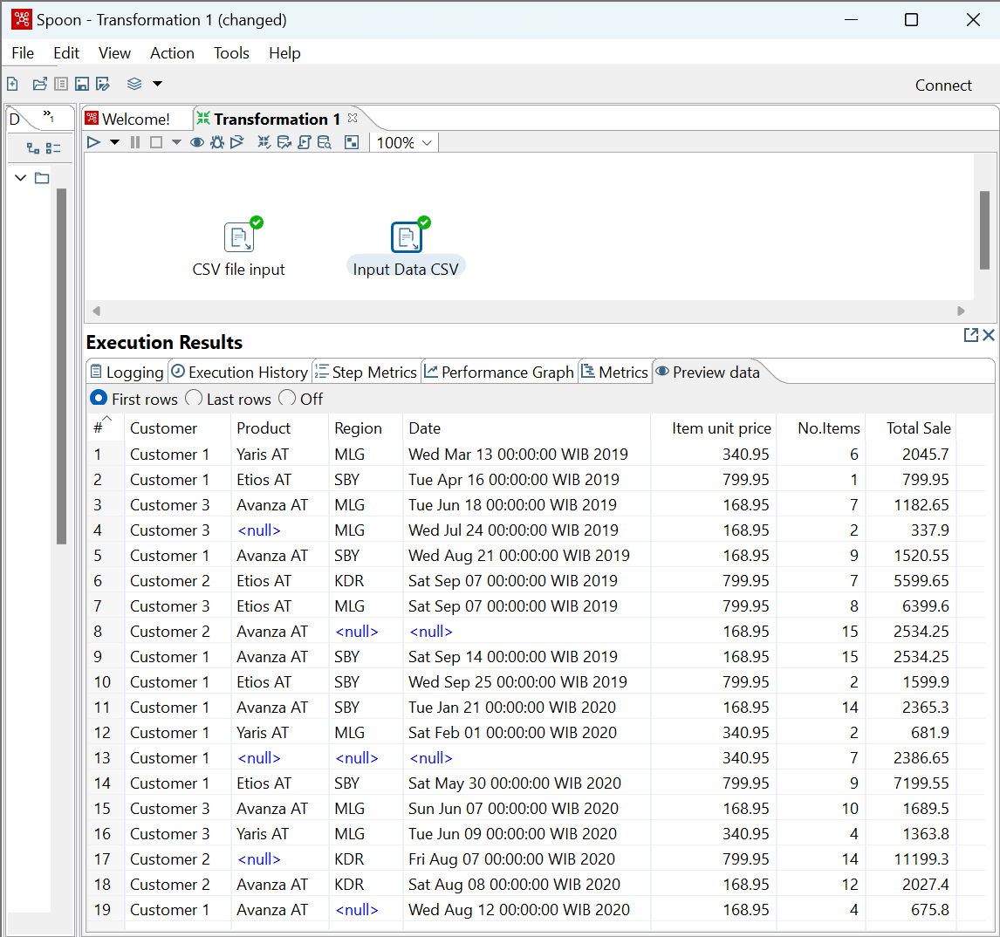 Spoon - Transformation 1 (changed)
File Edit View Action Tools Help
Connect
D »1 Welcome! Transformation 1
100%
CSV file input Input Data CSV
Execution Results
Logging Execution History Step Metrics Performance Graph Metrics Preview data
First rows Last rows Off
# Customer Product Region Date Item unit price No.Items Total Sale
1 Customer 1 Yaris AT MLG Wed Mar 13 00:00:00 WIB 2019 340.95 6 2045.7
2 Customer 1 Etios AT SBY Tue Apr 16 00:00:00 WIB 2019 799.95 1 799.95
3 Customer 3 Avanza AT MLG Tue Jun 18 00:00:00 WIB 2019 168.95 7 1182.65
4 Customer 3 <null> MLG Wed Jul 24 00:00:00 WIB 2019 168.95 2 337.9
5 Customer 1 Avanza AT SBY Wed Aug 21 00:00:00 WIB 2019 168.95 9 1520.55
6 Customer 2 Etios AT KDR Sat Sep 07 00:00:00 WIB 2019 799.95 7 5599.65
7 Customer 3 Etios AT MLG Sat Sep 07 00:00:00 WIB 2019 799.95 8 6399.6
8 Customer 2 Avanza AT <null> <null> 168.95 15 2534.25
9 Customer 1 Avanza AT SBY Sat Sep 14 00:00:00 WIB 2019 168.95 15 2534.25
10 Customer 1 Etios AT SBY Wed Sep 25 00:00:00 WIB 2019 799.95 2 1599.9
11 Customer 1 Avanza AT SBY Tue Jan 21 00:00:00 WIB 2020 168.95 14 2365.3
12 Customer 1 Yaris AT MLG Sat Feb 01 00:00:00 WIB 2020 340.95 2 681.9
13 Customer 1 <null> <null> <null> 340.95 7 2386.65
14 Customer 1 Etios AT SBY Sat May 30 00:00:00 WIB 2020 799.95 9 7199.55
15 Customer 3 Avanza AT MLG Sun Jun 07 00:00:00 WIB 2020 168.95 10 1689.5
16 Customer 3 Yaris AT MLG Tue Jun 09 00:00:00 WIB 2020 340.95 4 1363.8
17 Customer 2 <null> KDR Fri Aug 07 00:00:00 WIB 2020 799.95 14 11199.3
18 Customer 2 Avanza AT KDR Sat Aug 08 00:00:00 WIB 2020 168.95 12 2027.4
19 Customer 1 Avanza AT <null> Wed Aug 12 00:00:00 WIB 2020 168.95 4 675.8